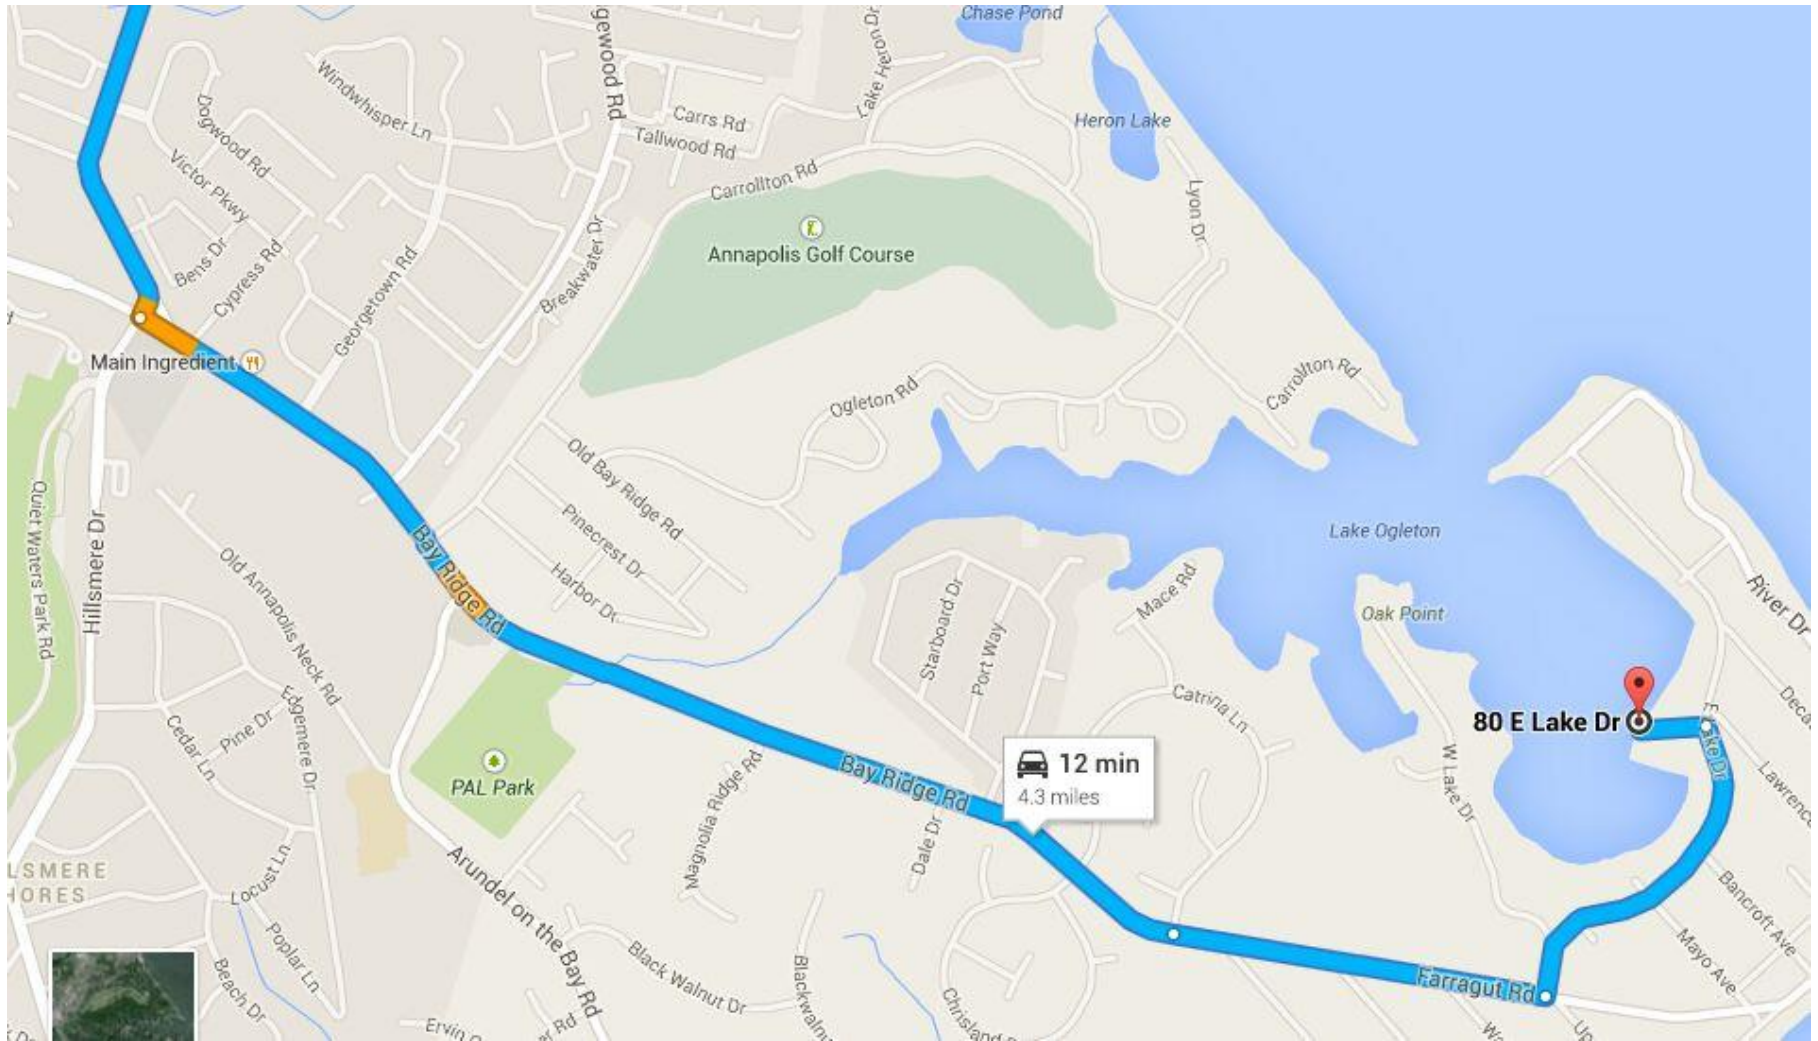 Chase Pond
gewood Rd
Lake Heron Dr
Windwhisper Ln
Dogwood Rd
Carrs Rd
Tallwood Rd
Heron Lake
Victor Pkwy
Carrollton Rd
Lyon Dr
Bens Dr
Cypress Rd
Georgetown Rd
Breakwater Dr
Annapolis Golf Course
Main Ingredient
Ogleton Rd
Carrollton Rd
Old Bay Ridge Rd
Pinecrest Dr
Harbor Dr
Quiet Waters Park Rd
Hillsmere Dr
Old Annapolis Neck Rd
Bay Ridge Rd
Lake Ogleton
Starboard Dr
Port Way
Mace Rd
Oak Point
River Dr
Catrina Ln
Cedar Ln
Pine Dr
Edgemere Dr
PAL Park
Magnolia Ridge Rd
Bay Ridge Rd
12 min
4.3 miles
80 E Lake Dr
E Lake Dr
W Lake Dr
Lawrence
Dale Dr
LSMERE
HORES
Locust Ln
Poplar Ln
Beach Dr
Arundel on the Bay Rd
Black Walnut Dr
Blackwalnu
Chrisland
Farragut Rd
Bancroft Ave
Mayo Ave
Up
Ervin
er Rd